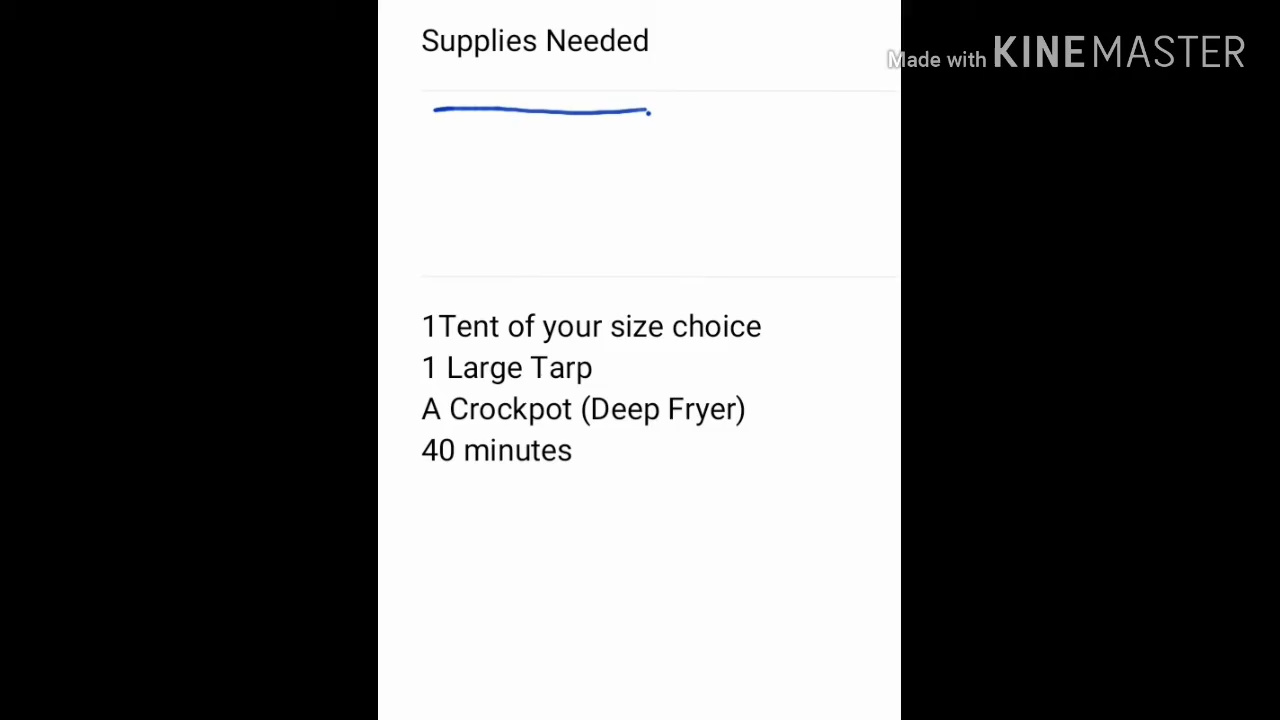 Supplies Needed
Made with KINEMASTER
1Tent of your size choice
1 Large Tarp
A Crockpot (Deep Fryer)
40 minutes